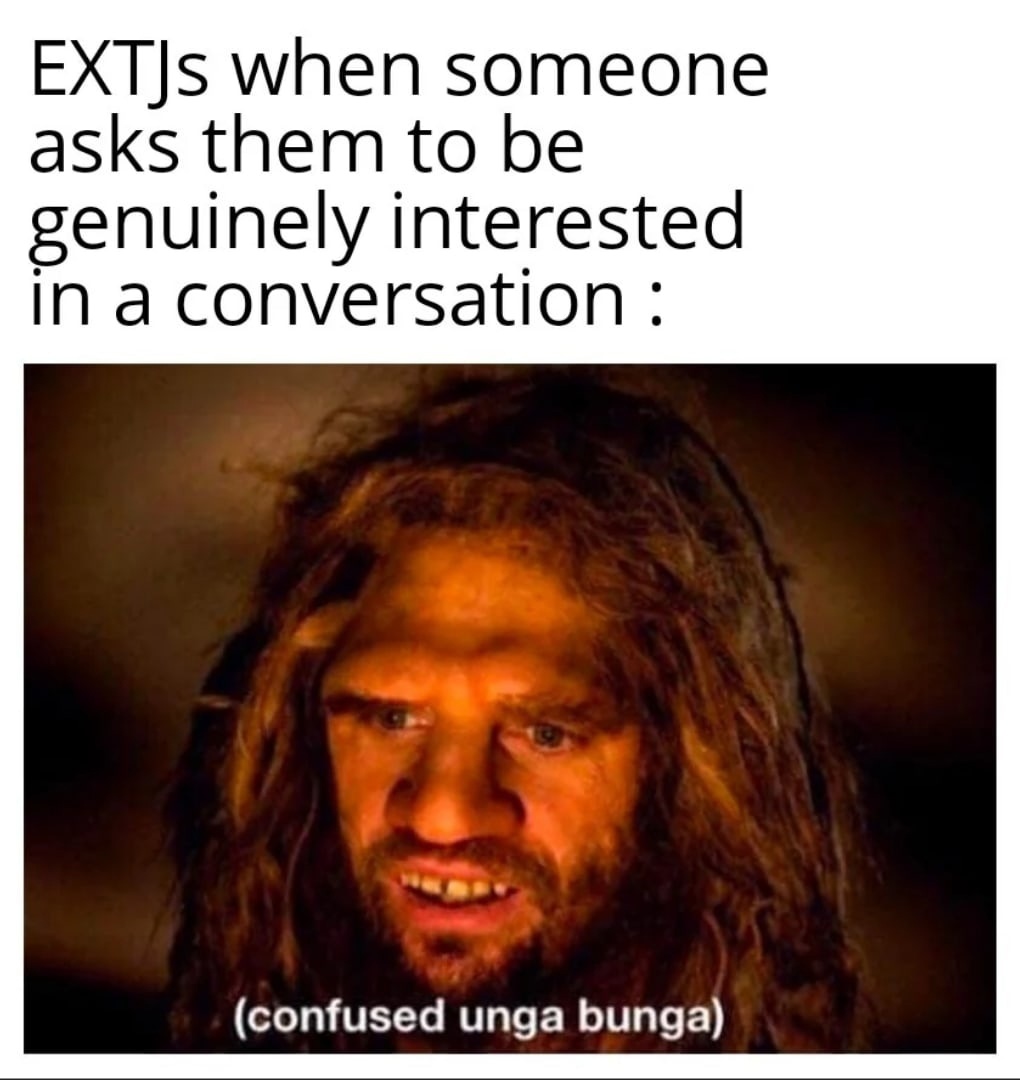 EXTJs when someone
asks them to be
genuinely interested
in a conversation :
(confused unga bunga)